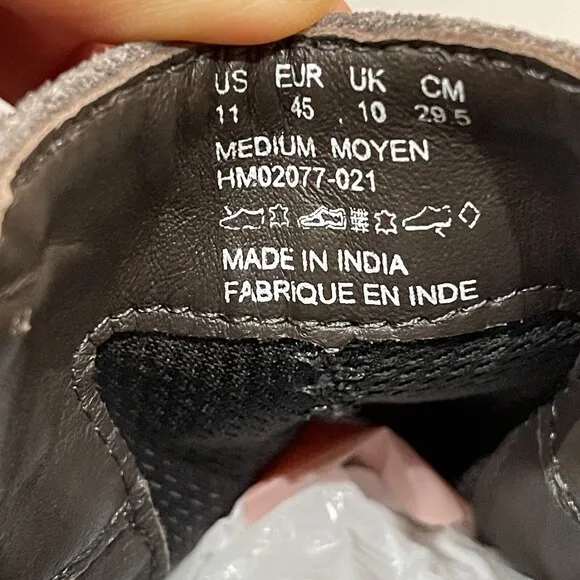 US EUR UK CM
11 45 10 29.5
MEDIUM MOYEN
HM02077-021
MADE IN INDIA
FABRIQUE EN INDE